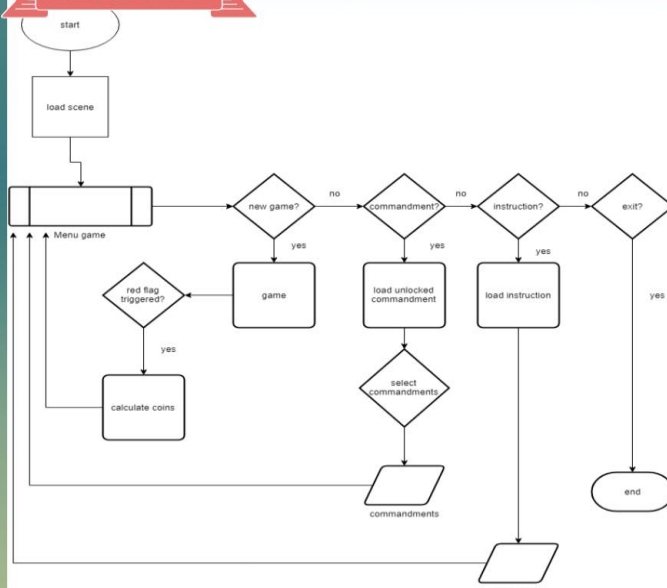 start
load scene
Menu game
new game?
no
commandment?
no
instruction?
no
exit?
yes
yes
yes
yes
red flag
triggered?
game
load unlocked
commandment
load instruction
yes
calculate coins
select
commandments
commandments
end